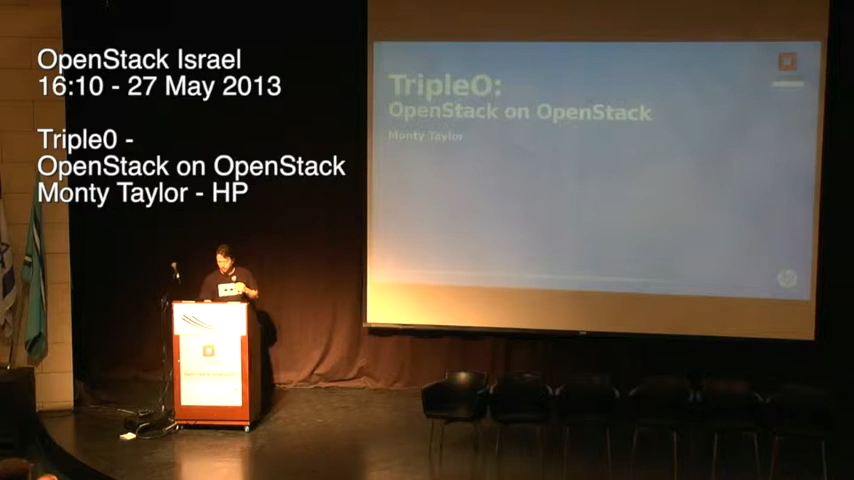 OpenStack Israel
16:10 - 27 May 2013
Triple0 -
OpenStack on OpenStack
Monty Taylor - HP
TripleO:
OpenStack on OpenStack
Monty Taylor